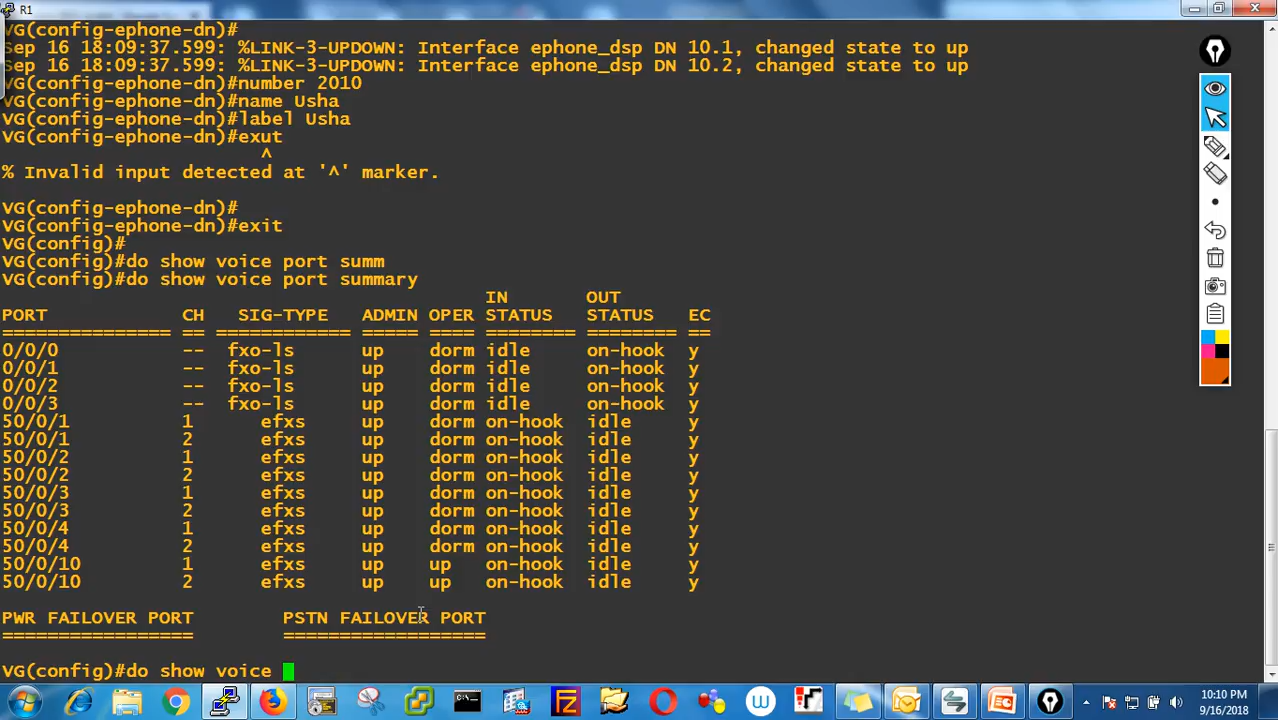 R1
VG(config-ephone-dn)#
Sep 16 18:09:37.599: %LINK-3-UPDOWN: Interface ephone_dsp DN 10.1, changed state to up
Sep 16 18:09:37.599: %LINK-3-UPDOWN: Interface ephone_dsp DN 10.2, changed state to up
VG(config-ephone-dn)#number 2010
VG(config-ephone-dn)#name Usha
VG(config-ephone-dn)#label Usha
VG(config-ephone-dn)#exut
^
% Invalid input detected at '^' marker.
VG(config-ephone-dn)#
VG(config-ephone-dn)#exit
VG(config)#
VG(config)#do show voice port summ
VG(config)#do show voice port summary
IN OUT
PORT CH SIG-TYPE ADMIN OPER STATUS STATUS EC
=============== == ============ ===== ==== ======== ======== ==
0/0/0 -- fxo-ls up dorm idle on-hook y
0/0/1 -- fxo-ls up dorm idle on-hook y
0/0/2 -- fxo-ls up dorm idle on-hook y
0/0/3 -- fxo-ls up dorm idle on-hook y
50/0/1 1 efxs up dorm on-hook idle y
50/0/1 2 efxs up dorm on-hook idle y
50/0/2 1 efxs up dorm on-hook idle y
50/0/2 2 efxs up dorm on-hook idle y
50/0/3 1 efxs up dorm on-hook idle y
50/0/3 2 efxs up dorm on-hook idle y
50/0/4 1 efxs up dorm on-hook idle y
50/0/4 2 efxs up dorm on-hook idle y
50/0/10 1 efxs up up on-hook idle y
50/0/10 2 efxs up up on-hook idle y
PWR FAILOVER PORT PSTN FAILOVER PORT
================= ==================
VG(config)#do show voice
10:10 PM
9/16/2018